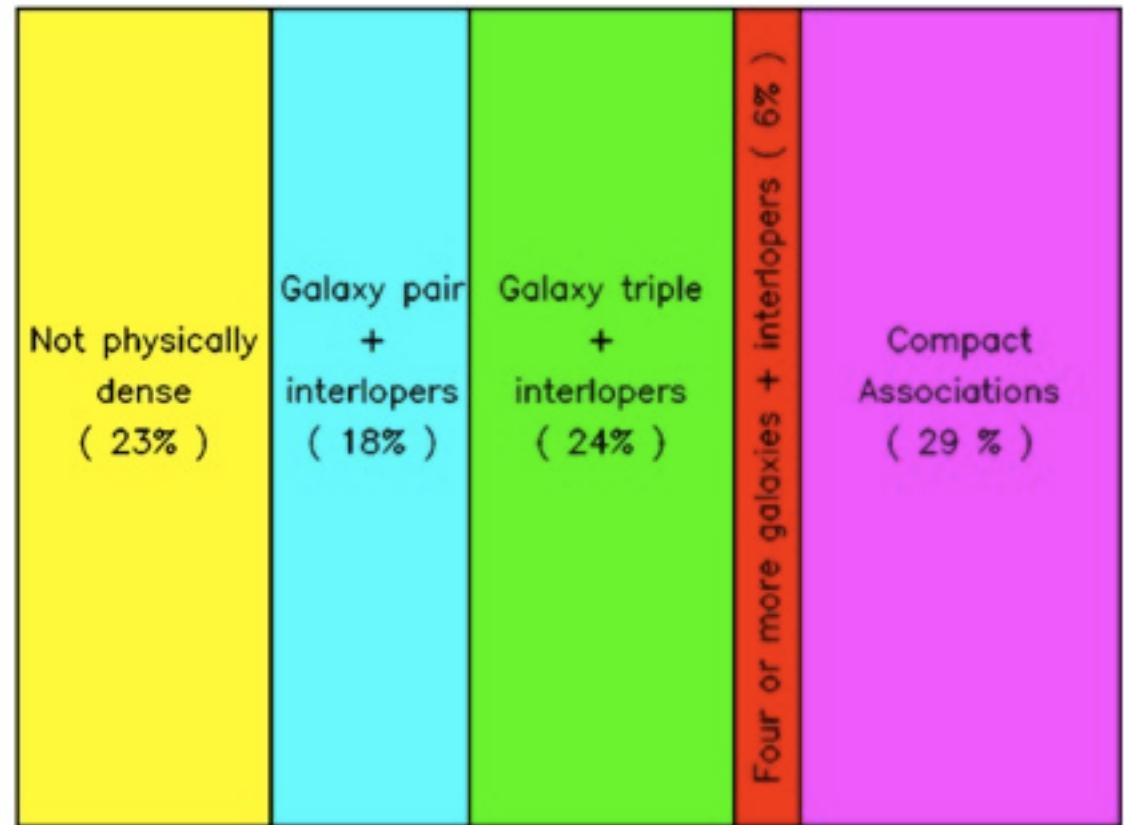 Not physically
dense
( 23% )
Galaxy pair
+
interlopers
( 18% )
Galaxy triple
+
interlopers
( 24% )
Four or more galaxies + interlopers ( 6% )
Compact
Associations
( 29 % )